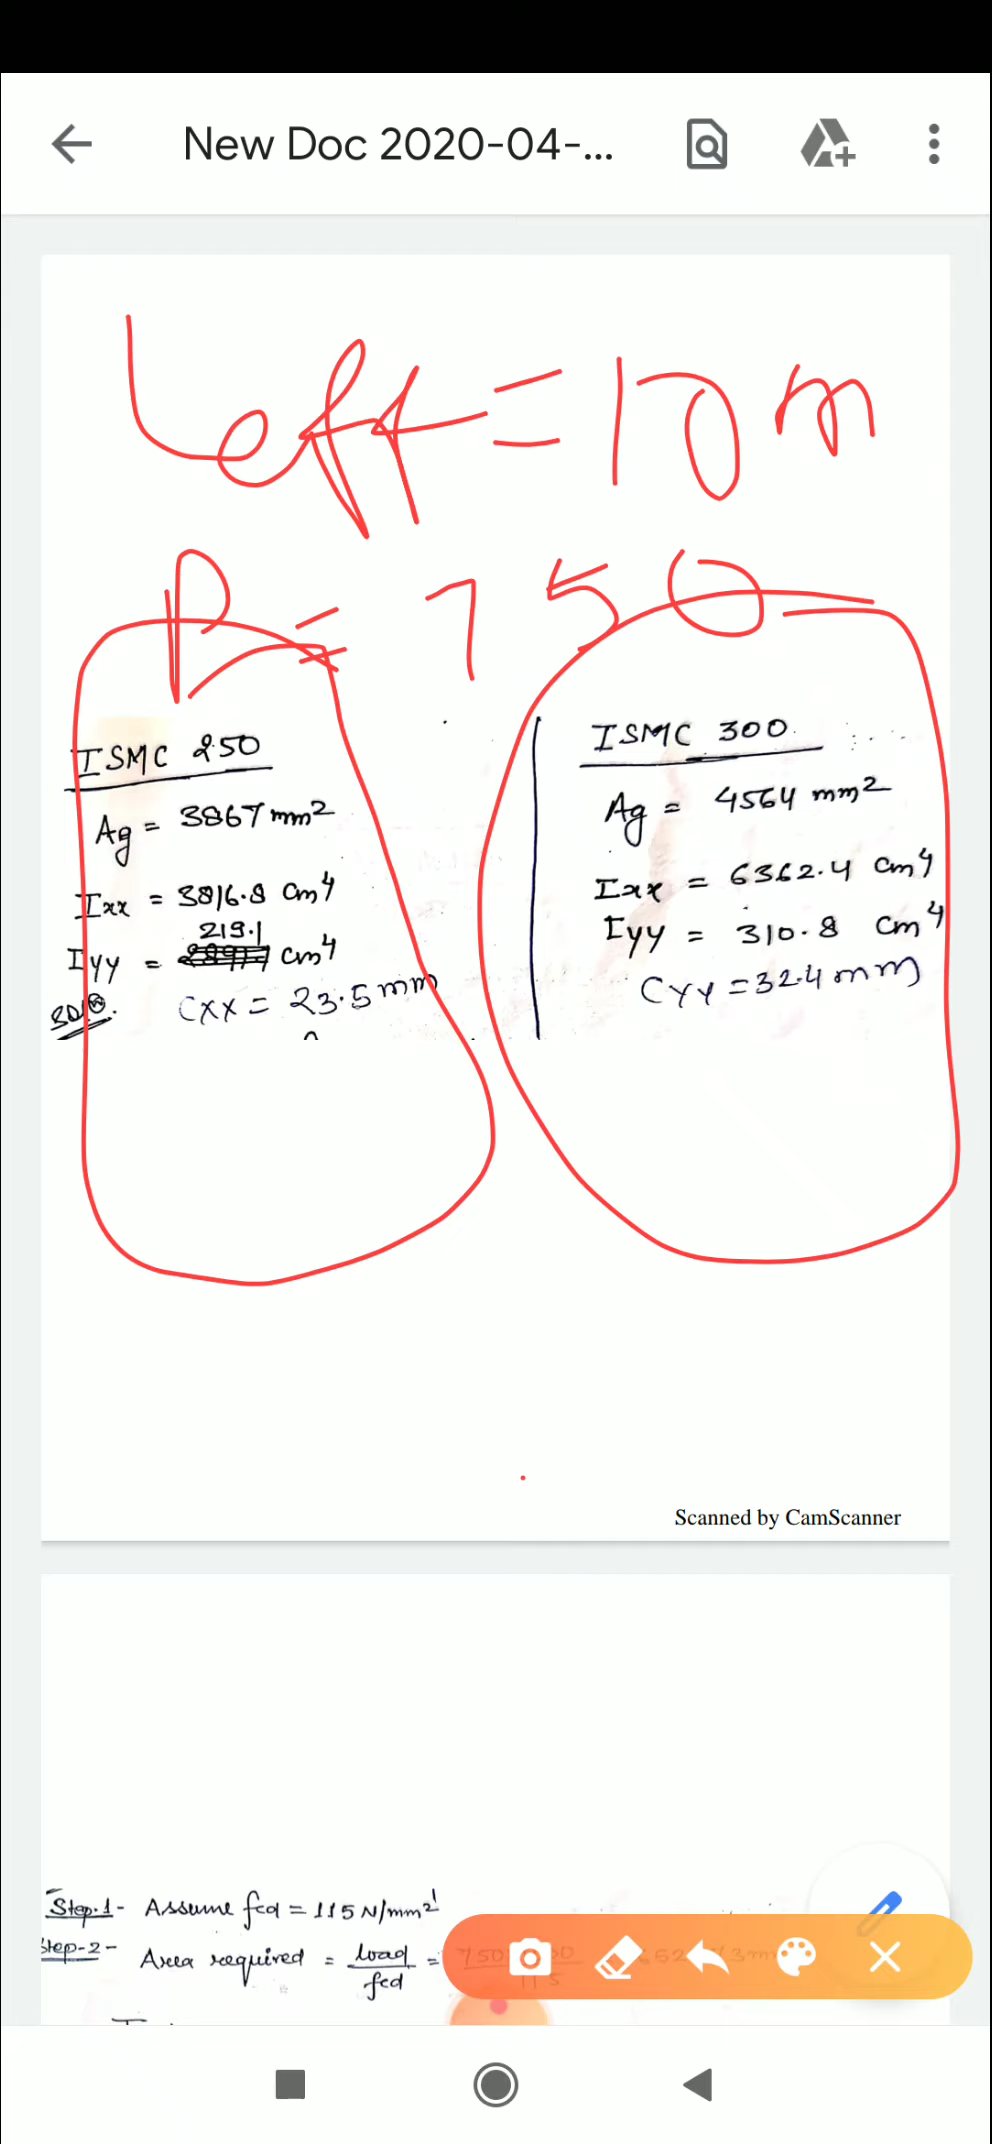 New Doc 2020-04-...
Leff = 10 m
P = 750
ISMC 250
Ag = 3867 mm2
Ixx = 3816.8 cm4
219.1
Iyy = cm4
Cxx = 23.5 mm
ISMC 300
Ag = 4564 mm2
Ixx = 6362.4 cm4
Iyy = 310.8 cm4
Cyy = 32.4 mm
Scanned by CamScanner
Step.1- Assume fcd = 115 N/mm2
Step-2- Area required = load/fcd =